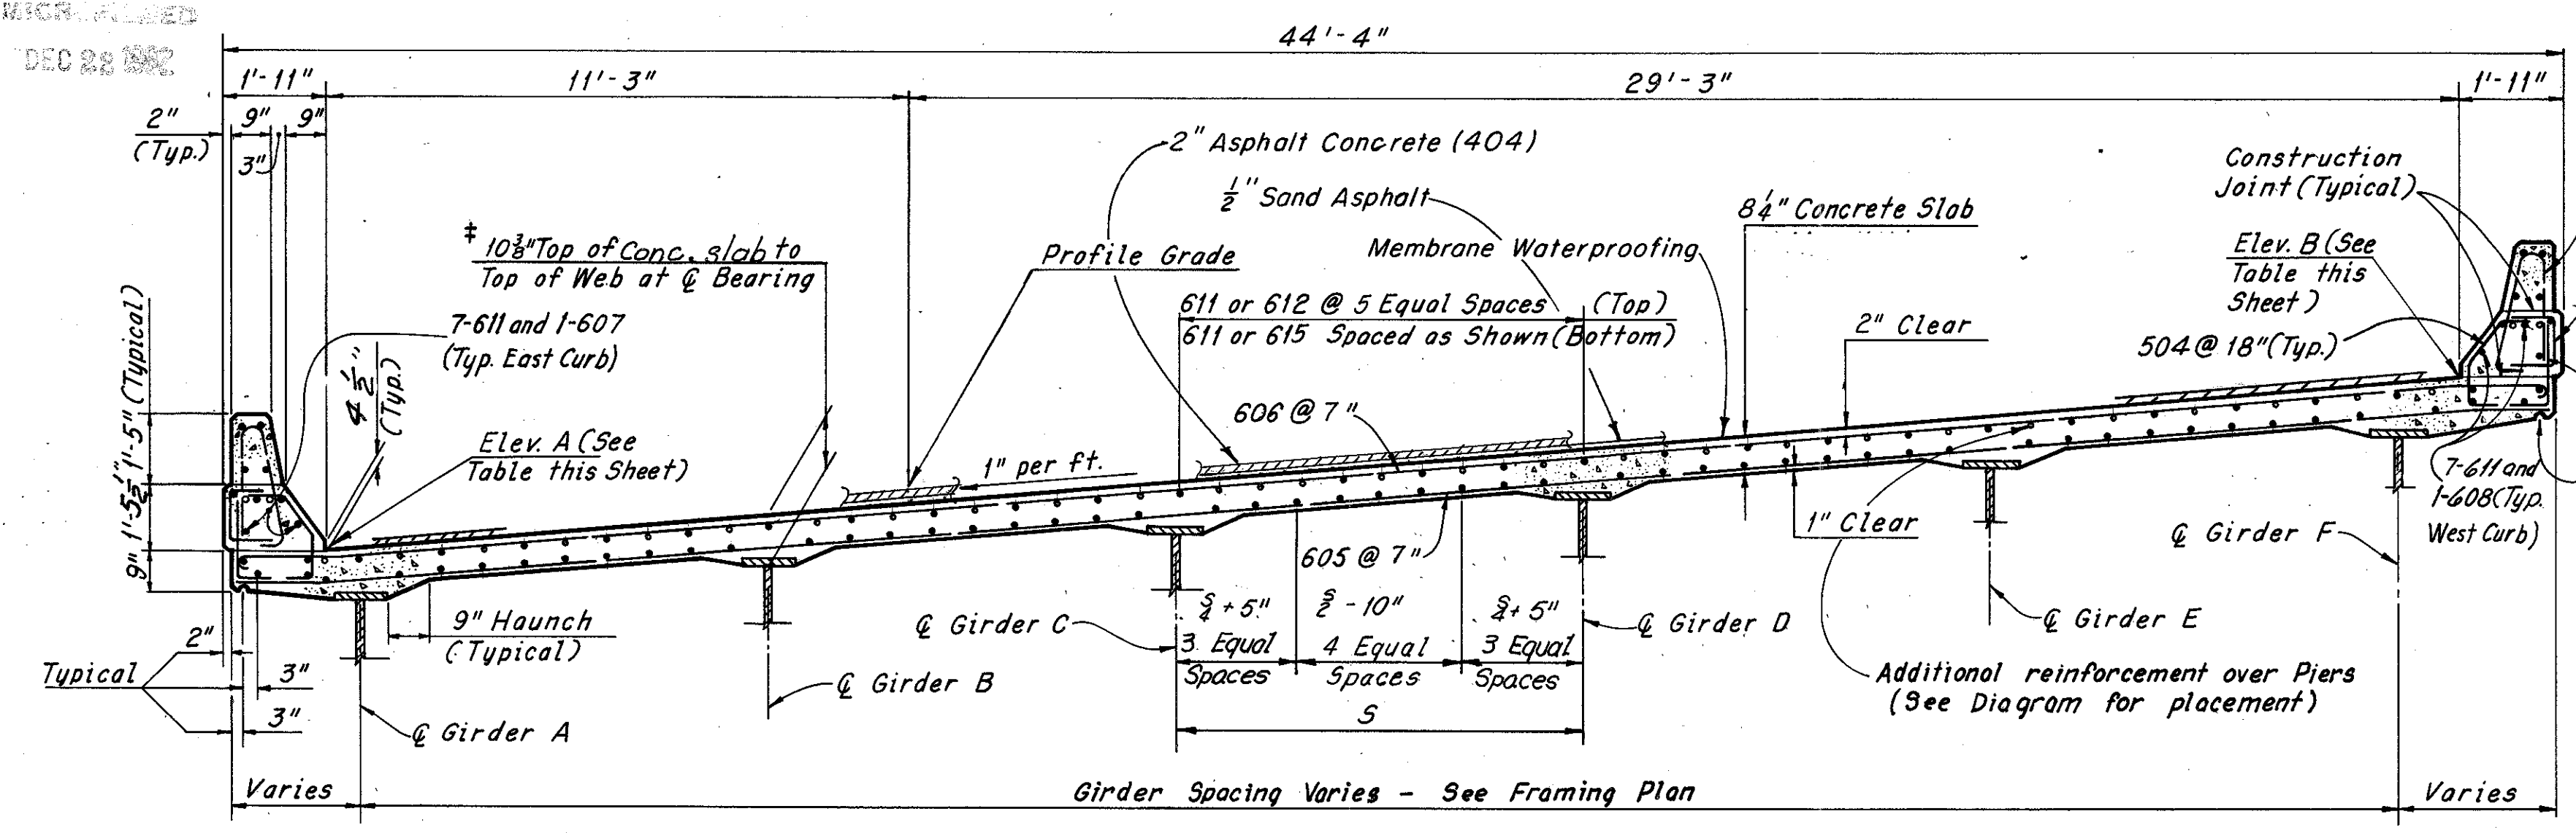 MICROFILMED
DEC 28 1982
44'-4"
1'-11"
11'-3"
29'-3"
1'-11"
2"
(Typ.)
9"
9"
3"
2" Asphalt Concrete (404)
1/2" Sand Asphalt
8 1/4" Concrete Slab
Construction
Joint (Typical)
‡ 10 3/8" Top of Conc. slab to
Top of Web at ℄ Bearing
Profile Grade
Membrane Waterproofing
Elev. B (See
Table this
Sheet)
611 or 612 @ 5 Equal Spaces (Top)
611 or 615 Spaced as Shown (Bottom)
7-611 and 1-607
(Typ. East Curb)
4 1/2"
(Typ.)
2" Clear
504 @ 18" (Typ.)
1'-5" (Typical)
1'-5 1/2"
9"
606 @ 7"
Elev. A (See
Table this Sheet)
1" per ft.
605 @ 7"
1" Clear
7-611 and
1-608 (Typ.
West Curb)
℄ Girder F
9" Haunch
(Typical)
℄ Girder C
S/4 + 5"
3 Equal
Spaces
S/2 - 10"
4 Equal
Spaces
S/4 + 5"
3 Equal
Spaces
℄ Girder D
℄ Girder E
2"
Typical
3"
3"
℄ Girder B
℄ Girder A
S
Additional reinforcement over Piers
(See Diagram for placement)
Varies
Girder Spacing Varies - See Framing Plan
Varies